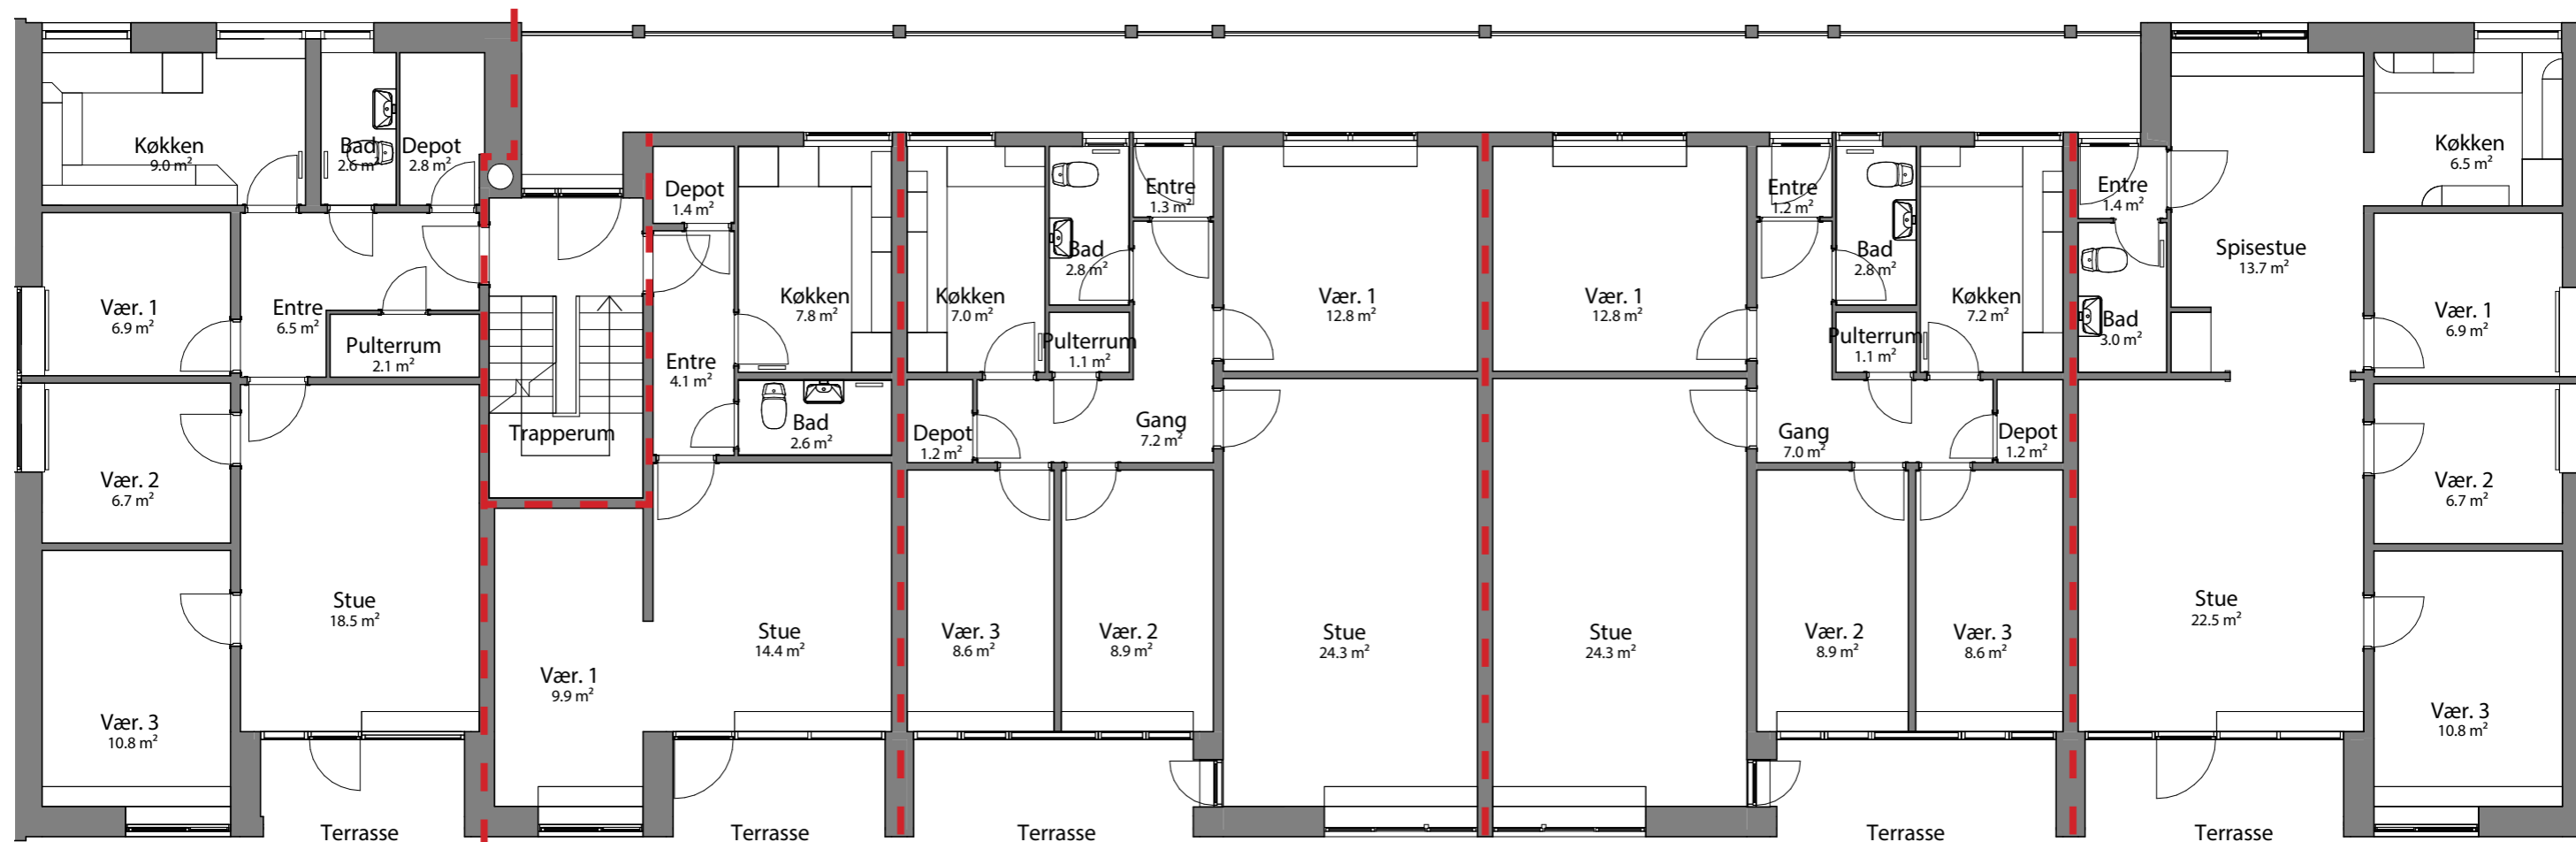 Køkken
9.0 m²
Bad
2.6 m²
Depot
2.8 m²
Vær. 1
6.9 m²
Entre
6.5 m²
Pulterrum
2.1 m²
Vær. 2
6.7 m²
Stue
18.5 m²
Vær. 3
10.8 m²
Terrasse
Trapperum
Depot
1.4 m²
Køkken
7.8 m²
Entre
4.1 m²
Bad
2.6 m²
Stue
14.4 m²
Vær. 1
9.9 m²
Terrasse
Køkken
7.0 m²
Bad
2.8 m²
Entre
1.3 m²
Pulterrum
1.1 m²
Depot
1.2 m²
Gang
7.2 m²
Vær. 1
12.8 m²
Vær. 3
8.6 m²
Vær. 2
8.9 m²
Stue
24.3 m²
Terrasse
Vær. 1
12.8 m²
Entre
1.2 m²
Bad
2.8 m²
Køkken
7.2 m²
Pulterrum
1.1 m²
Gang
7.0 m²
Depot
1.2 m²
Stue
24.3 m²
Vær. 2
8.9 m²
Vær. 3
8.6 m²
Terrasse
Entre
1.4 m²
Bad
3.0 m²
Spisestue
13.7 m²
Køkken
6.5 m²
Vær. 1
6.9 m²
Vær. 2
6.7 m²
Stue
22.5 m²
Vær. 3
10.8 m²
Terrasse